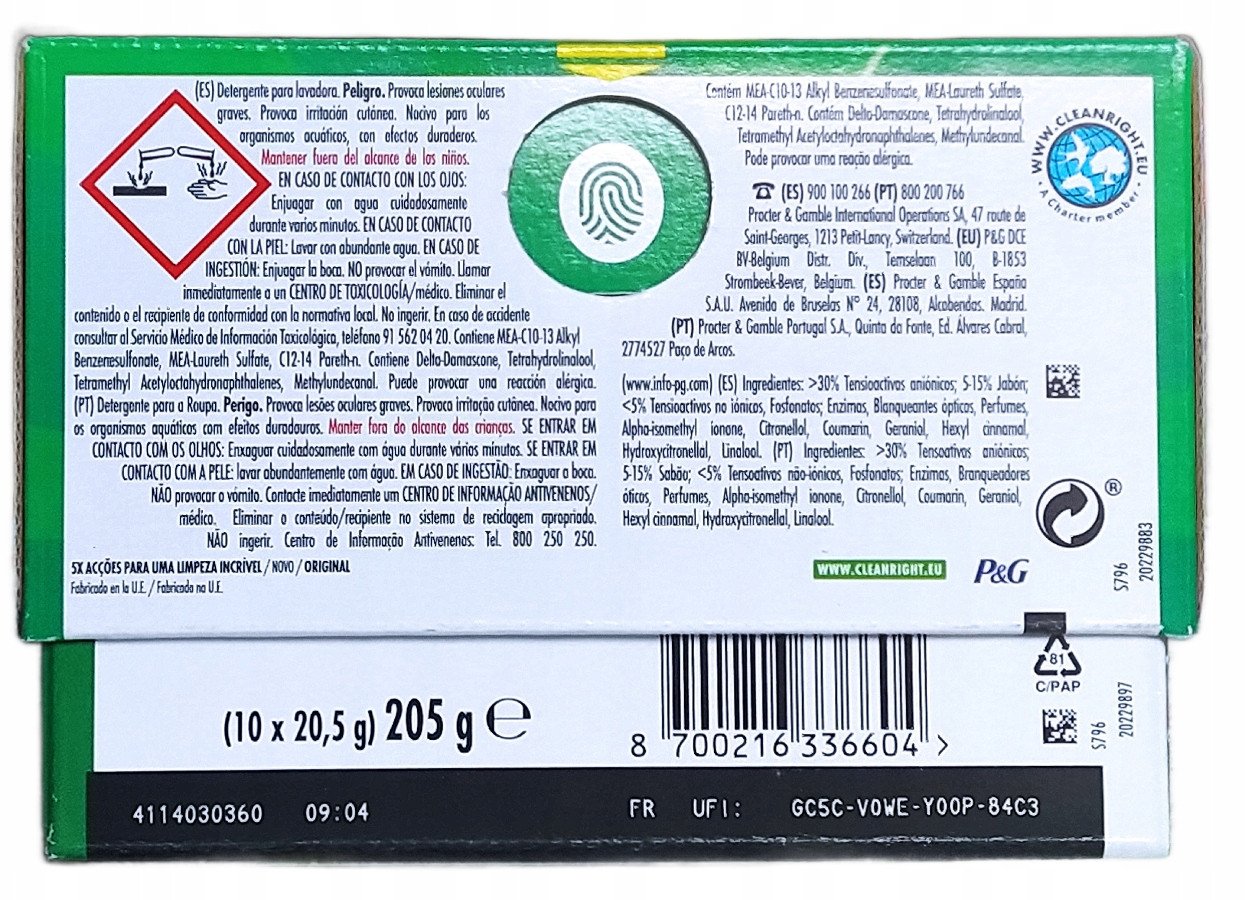 (ES) Detergente para lavadora. Peligro. Provoca lesiones oculares
graves. Provoca irritación cutánea. Nocivo para los
organismos acuáticos, con efectos duraderos.
Mantener fuera del alcance de los niños.
EN CASO DE CONTACTO CON LOS OJOS:
Enjuagar con agua cuidadosamente
durante varios minutos. EN CASO DE CONTACTO
CON LA PIEL: Lavar con abundante agua. EN CASO DE
INGESTIÓN: Enjuagar la boca. NO provocar el vómito. Llamar
inmediatamente a un CENTRO DE TOXICOLOGÍA/médico. Eliminar el
contenido o el recipiente de conformidad con la normativa local. No ingerir. En caso de accidente
consultar al Servicio Médico de Información Toxicológica, teléfono 91 562 04 20. Contiene MEA-C10-13 Alkyl
Benzenesulfonate, MEA-Laureth Sulfate, C12-14 Pareth-n. Contiene Delta-Damascone, Tetrahydrolinalool,
Tetramethyl Acetyloctahydronaphthalenes, Methylundecanal. Puede provocar una reacción alérgica.
(PT) Detergente para a Roupa. Perigo. Provoca lesões oculares graves. Provoca irritação cutânea. Nocivo para
os organismos aquáticos com efeitos duradouros. Manter fora do alcance das crianças. SE ENTRAR EM
CONTACTO COM OS OLHOS: Enxaguar cuidadosamente com água durante vários minutos. SE ENTRAR EM
CONTACTO COM A PELE: lavar abundantemente com água. EM CASO DE INGESTÃO: Enxaguar a boca.
NÃO provocar o vómito. Contacte imediatamente um CENTRO DE INFORMAÇÃO ANTIVENENOS/
médico. Eliminar o conteúdo/recipiente no sistema de reciclagem apropriado.
NÃO ingerir. Centro de Informação Antivenenos: Tel. 800 250 250.
5X ACÇÕES PARA UMA LIMPEZA INCRÍVEL / NOVO / ORIGINAL
Fabricado en la U.E. / Fabricado na U.E.
Contém MEA-C10-13 Alkyl Benzenesulfonate, MEA-Laureth Sulfate,
C12-14 Pareth-n. Contém Delta-Damascone, Tetrahydrolinalool,
Tetramethyl Acetyloctahydronaphthalenes, Methylundecanal.
Pode provocar uma reação alérgica.
☎ (ES) 900 100 266 (PT) 800 200 766
Procter & Gamble International Operations SA, 47 route de
Saint-Georges, 1213 Petit-Lancy, Switzerland. (EU) P&G DCE
BV-Belgium Distr. Div., Temselaan 100, B-1853
Strombeek-Bever, Belgium. (ES) Procter & Gamble España
S.A.U. Avenida de Bruselas Nº 24, 28108, Alcobendas. Madrid.
(PT) Procter & Gamble Portugal S.A., Quinta da Fonte, Ed. Álvares Cabral,
2774527 Paço de Arcos.
(www.info-pg.com) (ES) Ingredientes: >30% Tensioactivos aniónicos; 5-15% Jabón;
<5% Tensioactivos no iónicos, Fosfonatos; Enzimas, Blanqueantes ópticos, Perfumes,
Alpha-isomethyl ionone, Citronellol, Coumarin, Geraniol, Hexyl cinnamal,
Hydroxycitronellal, Linalool. (PT) Ingredientes: >30% Tensoativos aniónicos;
5-15% Sabão; <5% Tensoativos não-iónicos, Fosfonatos; Enzimas, Branqueadores
óticos, Perfumes, Alpha-isomethyl ionone, Citronellol, Coumarin, Geraniol,
Hexyl cinnamal, Hydroxycitronellal, Linalool.
WWW.CLEANRIGHT.EU
• A Charter member •
®
WWW.CLEANRIGHT.EU
P&G
5796
20229883
(10 x 20,5 g) 205 g e
8 700216 336604 >
81
C/PAP
5796
20229897
4114030360 09:04 FR UFI: GC5C-V0WE-Y00P-84C3